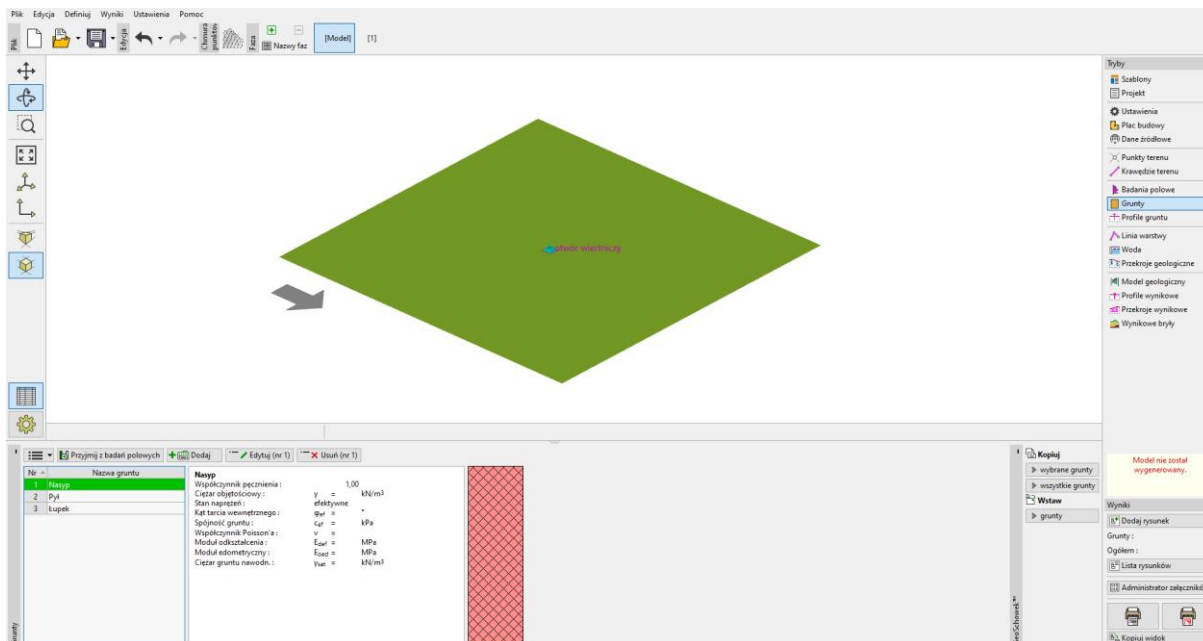 Plik Edycja Definiuj Wyniki Ustawienia Pomoc
Plik
Edycja
Chmura punktów
Faza
Nazwy faz
[Model]
[1]
otwór wiertniczy
Tryby
Szablony
Projekt
Ustawienia
Plac budowy
Dane źródłowe
Punkty terenu
Krawędzie terenu
Badania polowe
Grunty
Profile gruntu
Linia warstwy
Woda
Przekroje geologiczne
Model geologiczny
Profile wynikowe
Przekroje wynikowe
Wynikowe bryły
Przyjmij z badań polowych
Dodaj
Edytuj (nr 1)
Usuń (nr 1)
Nr Nazwa gruntu
1 Nasyp
2 Pył
3 Łupek
Nasyp
Współczynnik pęcznienia : 1,00
Ciężar objętościowy : γ = kN/m³
Stan naprężeń : efektywne
Kąt tarcia wewnętrznego : φef = °
Spójność gruntu : cef = kPa
Współczynnik Poisson'a : ν =
Moduł odkształcenia : Edef = MPa
Moduł edometryczny : Eoed = MPa
Ciężar gruntu nawodn. : γsat = kN/m³
Grunty
Kopiuj
wybrane grunty
wszystkie grunty
Wstaw
grunty
GeoSchowek™
Model nie został
wygenerowany.
Wyniki
Dodaj rysunek
Grunty :
Ogółem :
Lista rysunków
Administrator załącznikó
Kopiuj widok